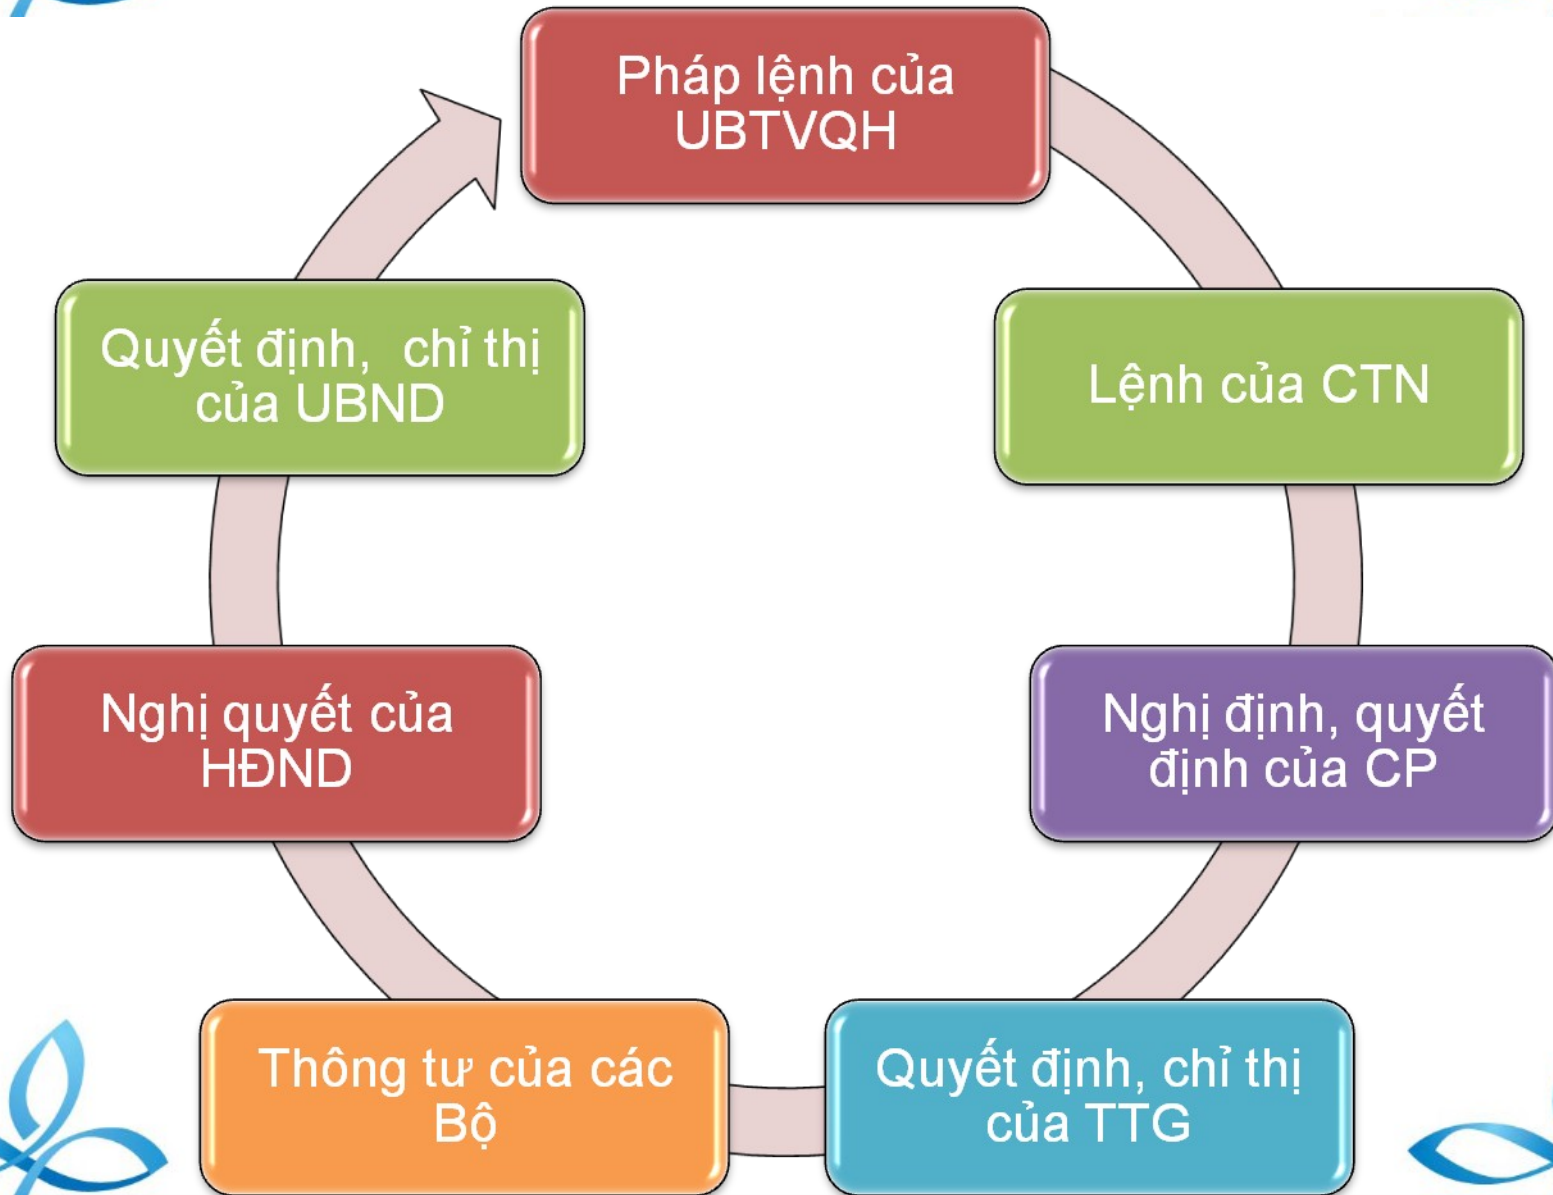 Pháp lệnh của
UBTVQH
Lệnh của CTN
Nghị định, quyết
định của CP
Quyết định, chỉ thị
của TTG
Thông tư của các
Bộ
Nghị quyết của
HĐND
Quyết định, chỉ thị
của UBND